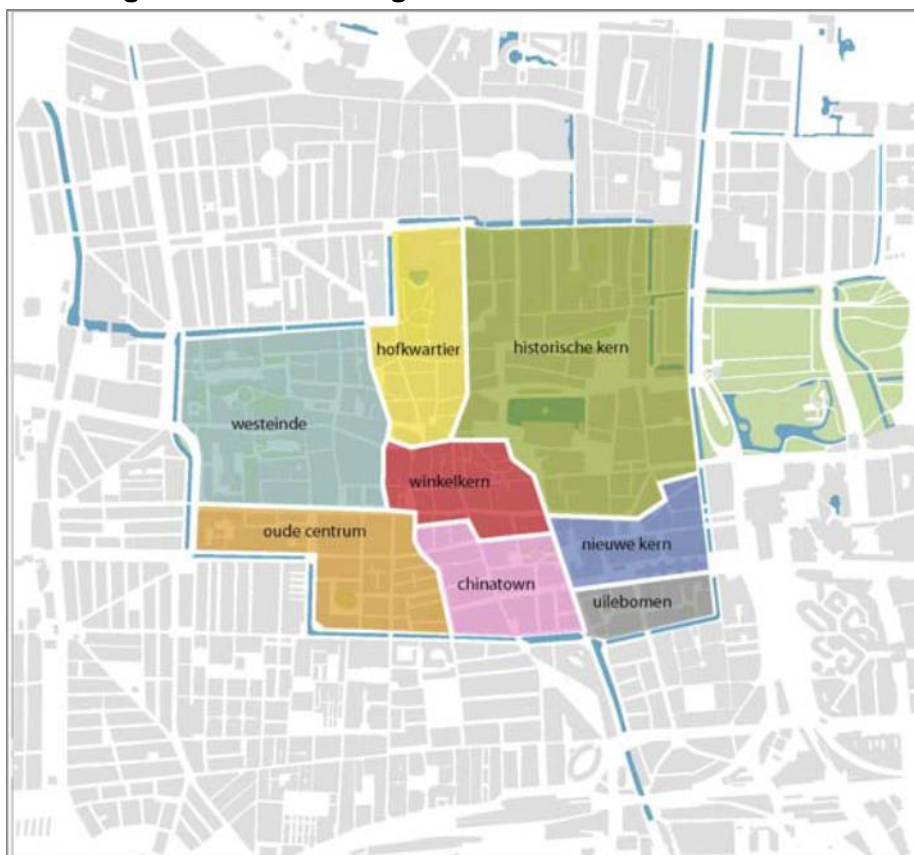 hofkwartier
historische kern
westeinde
winkelkern
oude centrum
nieuwe kern
chinatown
uilebomen